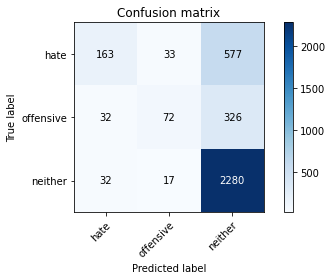 Confusion matrix
hate 163 33 577
offensive 32 72 326
neither 32 17 2280
hate offensive neither
True label
Predicted label
2000
1500
1000
500